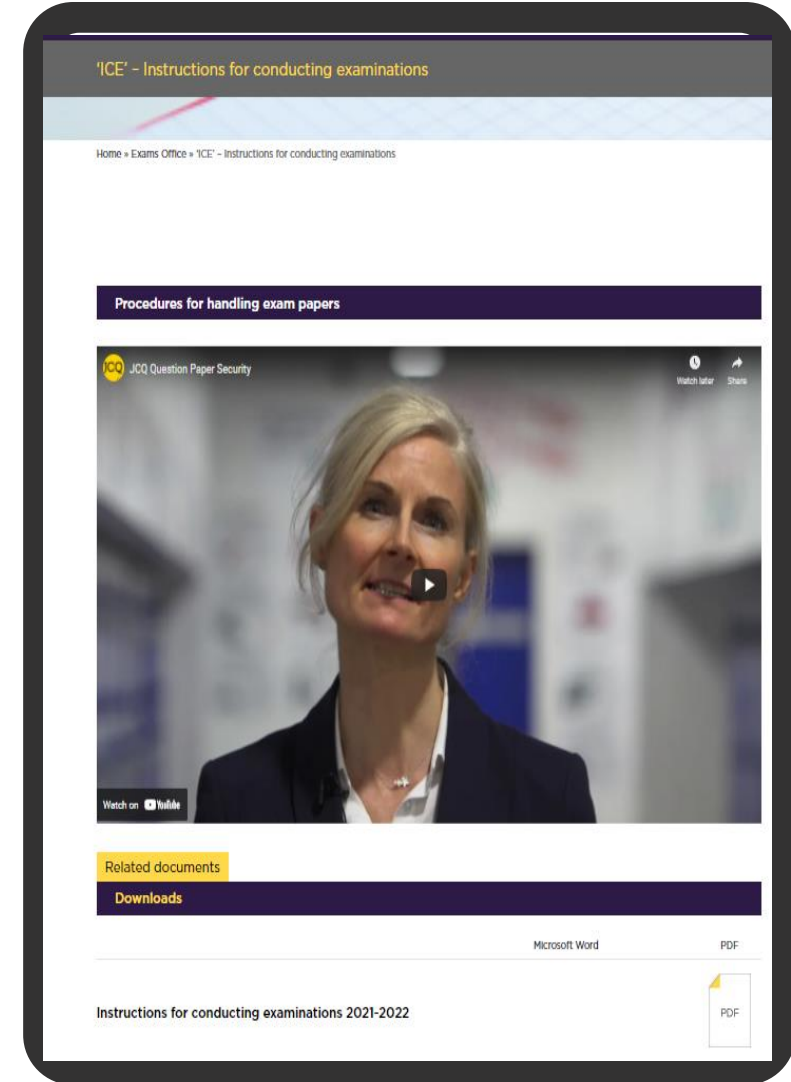 'ICE' – Instructions for conducting examinations
Home » Exams Office » 'ICE' – Instructions for conducting examinations
Procedures for handling exam papers
JCQ JCQ Question Paper Security
Watch later Share
Watch on YouTube
Related documents
Downloads
Microsoft Word PDF
Instructions for conducting examinations 2021-2022 PDF